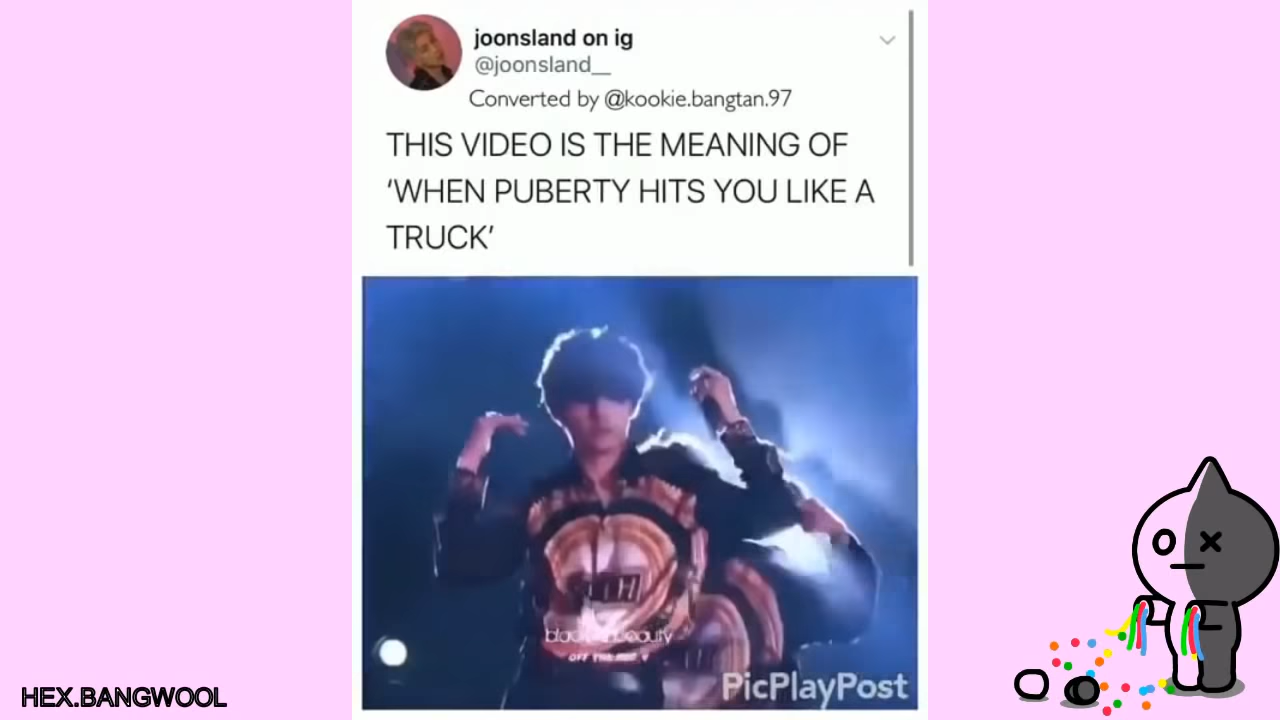 joonsland on ig
@joonsland__
Converted by @kookie.bangtan.97
THIS VIDEO IS THE MEANING OF
‘WHEN PUBERTY HITS YOU LIKE A
TRUCK’
PicPlayPost
HEX.BANGWOOL